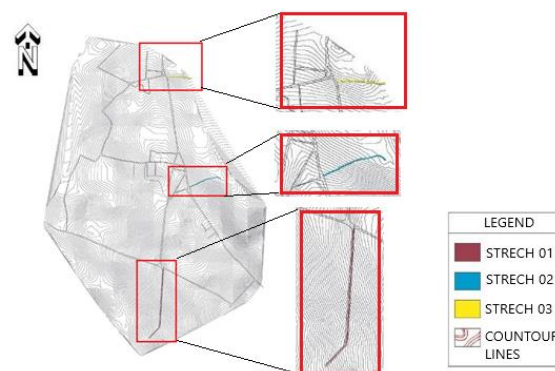 N
LEGEND
STRECH 01
STRECH 02
STRECH 03
COUNTOUR
LINES